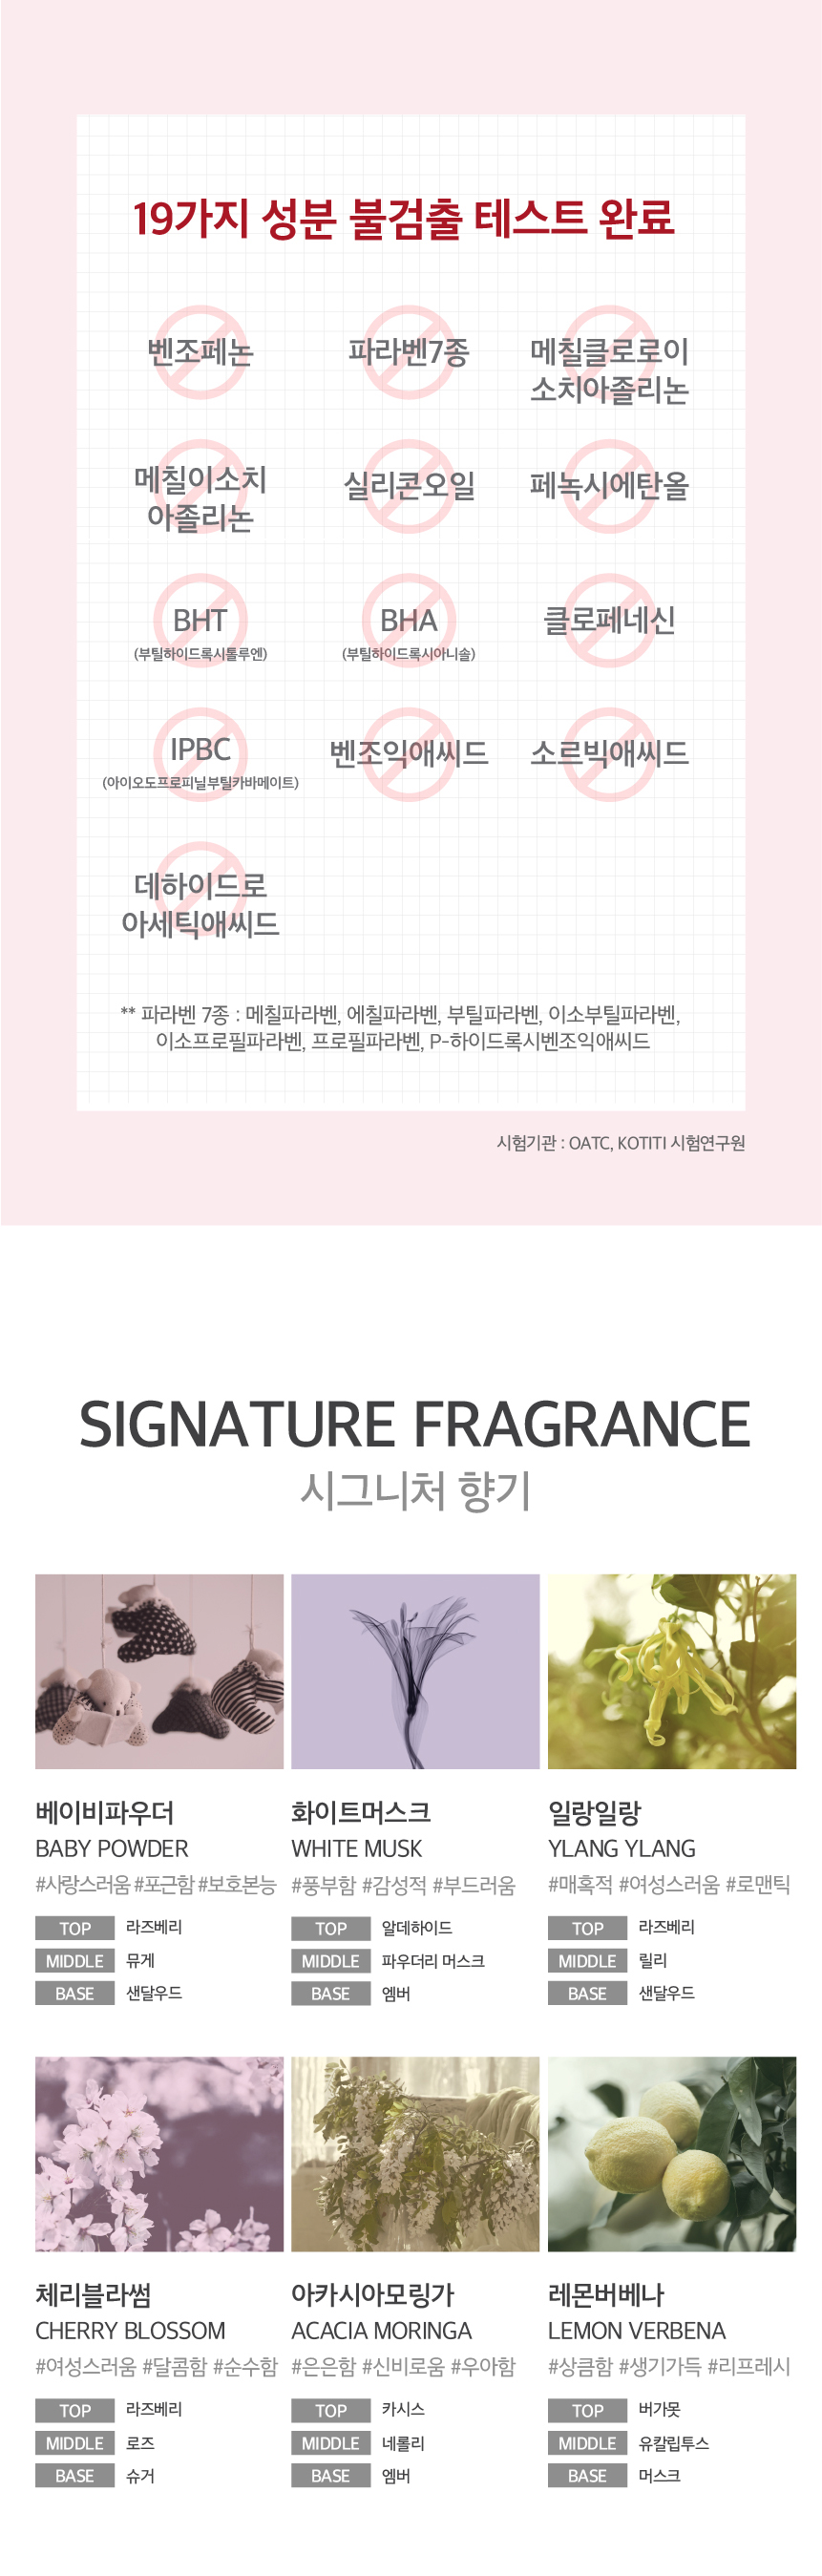 19가지 성분 불검출 테스트 완료
벤조페논
파라벤7종
메칠클로로이
소치아졸리논
메칠이소치
아졸리논
실리콘오일
페녹시에탄올
BHT
(부틸하이드록시톨루엔)
BHA
(부틸하이드록시아니솔)
클로페네신
IPBC
(아이오도프로피닐부틸카바메이트)
벤조익애씨드
소르빅애씨드
데하이드로
아세틱애씨드
** 파라벤 7종 : 메칠파라벤, 에칠파라벤, 부틸파라벤, 이소부틸파라벤,
이소프로필파라벤, 프로필파라벤, P-하이드록시벤조익애씨드
시험기관 : OATC, KOTITI 시험연구원
SIGNATURE FRAGRANCE
시그니처 향기
베이비파우더
BABY POWDER
#사랑스러움 #포근함 #보호본능
TOP 라즈베리
MIDDLE 뮤게
BASE 샌달우드
화이트머스크
WHITE MUSK
#풍부함 #감성적 #부드러움
TOP 알데하이드
MIDDLE 파우더리 머스크
BASE 엠버
일랑일랑
YLANG YLANG
#매혹적 #여성스러움 #로맨틱
TOP 라즈베리
MIDDLE 릴리
BASE 샌달우드
체리블라썸
CHERRY BLOSSOM
#여성스러움 #달콤함 #순수함
TOP 라즈베리
MIDDLE 로즈
BASE 슈거
아카시아모링가
ACACIA MORINGA
#은은함 #신비로움 #우아함
TOP 카시스
MIDDLE 네롤리
BASE 엠버
레몬버베나
LEMON VERBENA
#상큼함 #생기가득 #리프레시
TOP 버가못
MIDDLE 유칼립투스
BASE 머스크